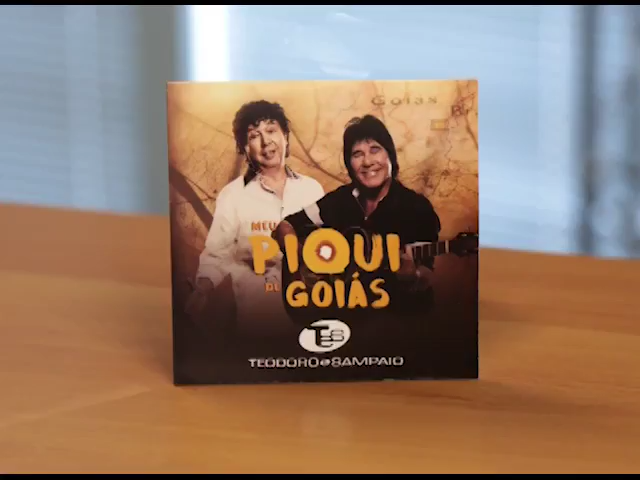 Goiás
MEU
PIQUI
DE GOIÁS
TES
TEODORO e SAMPAIO